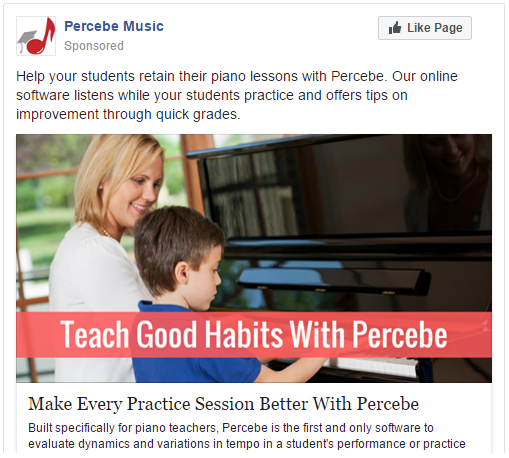 Percebe Music
Sponsored
Like Page
Help your students retain their piano lessons with Percebe. Our online
software listens while your students practice and offers tips on
improvement through quick grades.
Teach Good Habits With Percebe
Make Every Practice Session Better With Percebe
Built specifically for piano teachers, Percebe is the first and only software to
evaluate dynamics and variations in tempo in a student's performance or practice